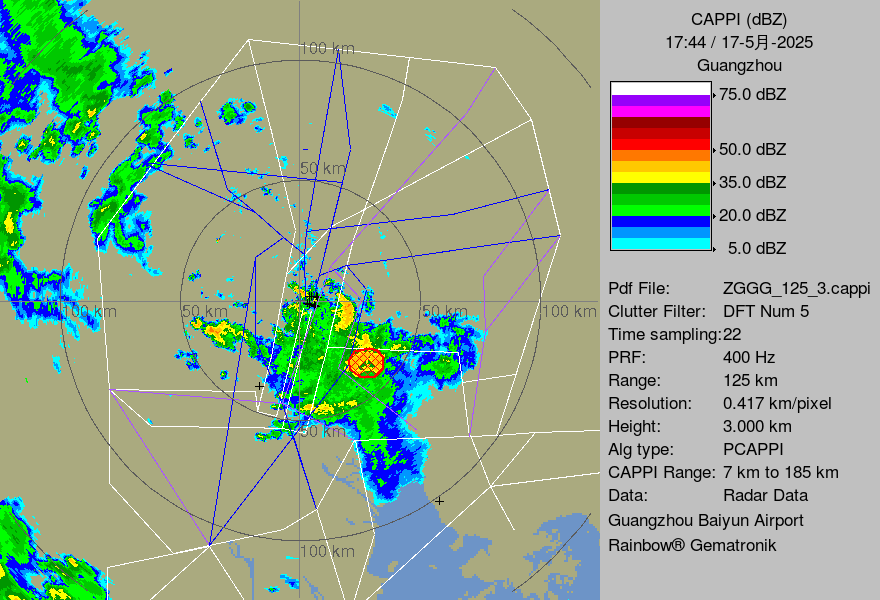 CAPPI (dBZ)
17:44 / 17-5月-2025
Guangzhou
75.0 dBZ
50.0 dBZ
35.0 dBZ
20.0 dBZ
5.0 dBZ
Pdf File: ZGGG_125_3.cappi
Clutter Filter: DFT Num 5
Time sampling:22
PRF: 400 Hz
Range: 125 km
Resolution: 0.417 km/pixel
Height: 3.000 km
Alg type: PCAPPI
CAPPI Range: 7 km to 185 km
Data: Radar Data
Guangzhou Baiyun Airport
Rainbow® Gematronik
100 km
50 km
100 km
50 km
50 km
100 km
50 km
100 km